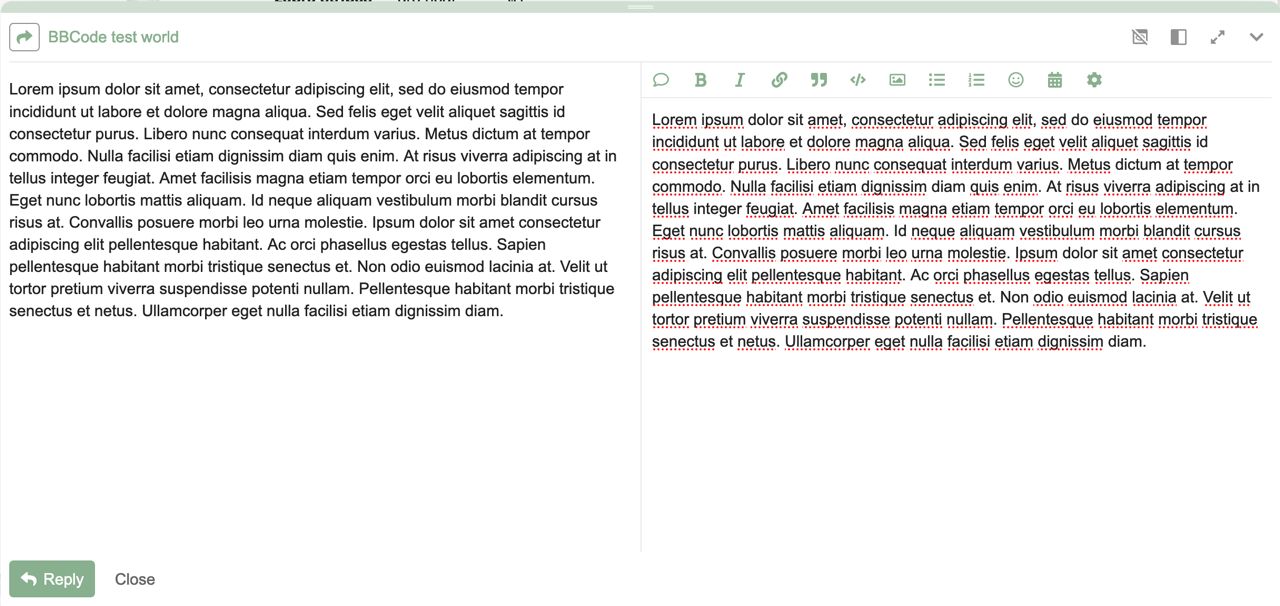 BBCode test world
Lorem ipsum dolor sit amet, consectetur adipiscing elit, sed do eiusmod tempor
incididunt ut labore et dolore magna aliqua. Sed felis eget velit aliquet sagittis id
consectetur purus. Libero nunc consequat interdum varius. Metus dictum at tempor
commodo. Nulla facilisi etiam dignissim diam quis enim. At risus viverra adipiscing at in
tellus integer feugiat. Amet facilisis magna etiam tempor orci eu lobortis elementum.
Eget nunc lobortis mattis aliquam. Id neque aliquam vestibulum morbi blandit cursus
risus at. Convallis posuere morbi leo urna molestie. Ipsum dolor sit amet consectetur
adipiscing elit pellentesque habitant. Ac orci phasellus egestas tellus. Sapien
pellentesque habitant morbi tristique senectus et. Non odio euismod lacinia at. Velit ut
tortor pretium viverra suspendisse potenti nullam. Pellentesque habitant morbi tristique
senectus et netus. Ullamcorper eget nulla facilisi etiam dignissim diam.
Lorem ipsum dolor sit amet, consectetur adipiscing elit, sed do eiusmod tempor
incididunt ut labore et dolore magna aliqua. Sed felis eget velit aliquet sagittis id
consectetur purus. Libero nunc consequat interdum varius. Metus dictum at tempor
commodo. Nulla facilisi etiam dignissim diam quis enim. At risus viverra adipiscing at in
tellus integer feugiat. Amet facilisis magna etiam tempor orci eu lobortis elementum.
Eget nunc lobortis mattis aliquam. Id neque aliquam vestibulum morbi blandit cursus
risus at. Convallis posuere morbi leo urna molestie. Ipsum dolor sit amet consectetur
adipiscing elit pellentesque habitant. Ac orci phasellus egestas tellus. Sapien
pellentesque habitant morbi tristique senectus et. Non odio euismod lacinia at. Velit ut
tortor pretium viverra suspendisse potenti nullam. Pellentesque habitant morbi tristique
senectus et netus. Ullamcorper eget nulla facilisi etiam dignissim diam.
Reply Close